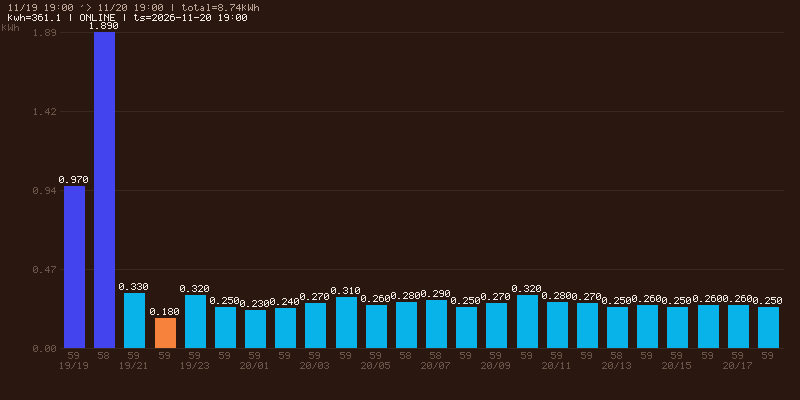 11/19 19:00 -> 11/20 19:00 | total=8.74kWh
Kwh=361.1 | ONLINE | ts=2026-11-20 19:00
kWh
1.89
1.42
0.94
0.47
0.00
0.970 1.890 0.330 0.180 0.320 0.250 0.230 0.240 0.270 0.310 0.260 0.280 0.290 0.250 0.270 0.320 0.280 0.270 0.250 0.260 0.250 0.260 0.260 0.250
59 58 59 59 59 59 59 59 59 59 59 58 58 59 59 59 59 59 58 59 59 59 59 59
19/19 19/21 19/23 20/01 20/03 20/05 20/07 20/09 20/11 20/13 20/15 20/17